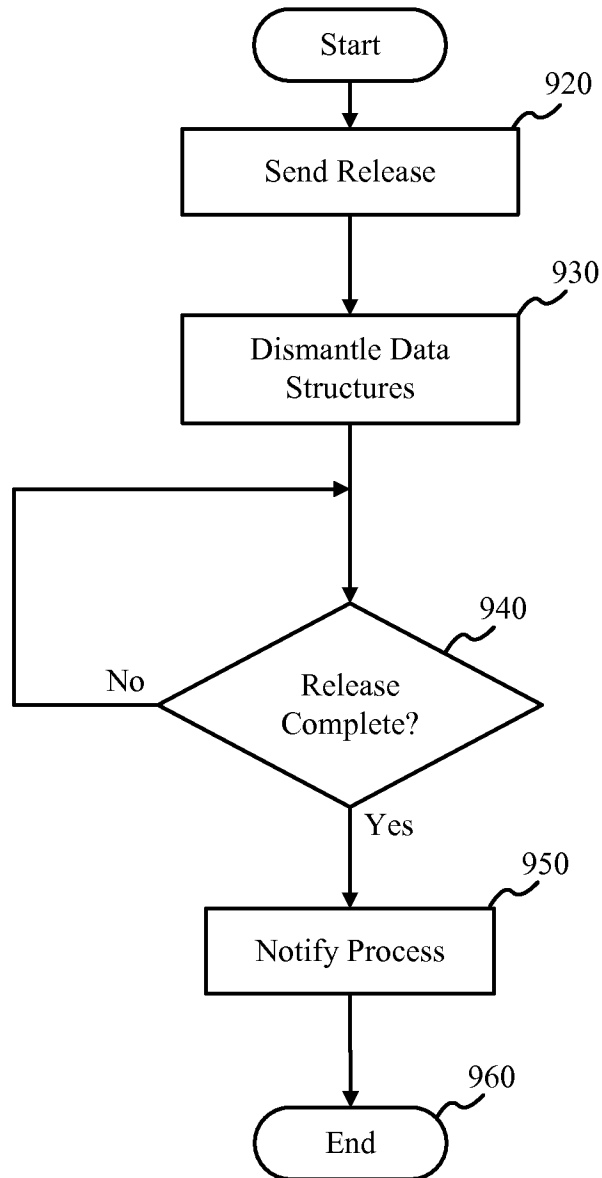 Start
920
Send Release
930
Dismantle Data
Structures
940
No
Release
Complete?
Yes
950
Notify Process
960
End